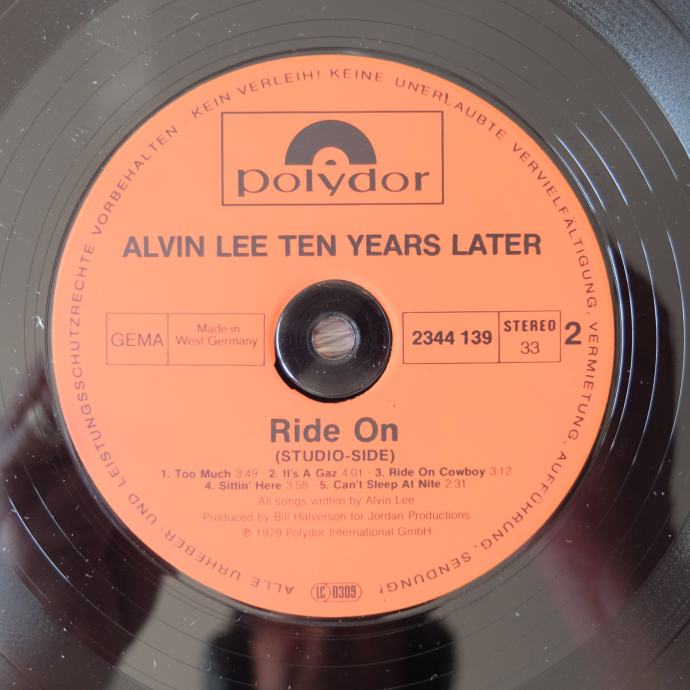 ALLE URHEBER- UND LEISTUNGSSCHUTZRECHTE VORBEHALTEN · KEIN VERLEIH! KEINE UNERLAUBTE VERVIELFÄLTIGUNG, VERMIETUNG, AUFFÜHRUNG, SENDUNG!
polydor
ALVIN LEE TEN YEARS LATER
GEMA
Made in
West Germany
2344 139
STEREO
33
2
Ride On
(STUDIO-SIDE)
1. Too Much 3:49 · 2. It's A Gaz 4:01 · 3. Ride On Cowboy 3:12
4. Sittin' Here 3:58 · 5. Can't Sleep At Nite 2:31
All songs written by Alvin Lee
Produced by Bill Halverson for Jordan Productions
℗ 1979 Polydor International GmbH
LC 0309